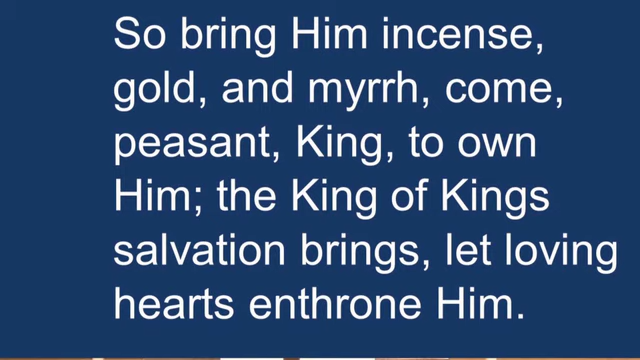 So bring Him incense,
gold, and myrrh, come,
peasant, King, to own
Him; the King of Kings
salvation brings, let loving
hearts enthrone Him.